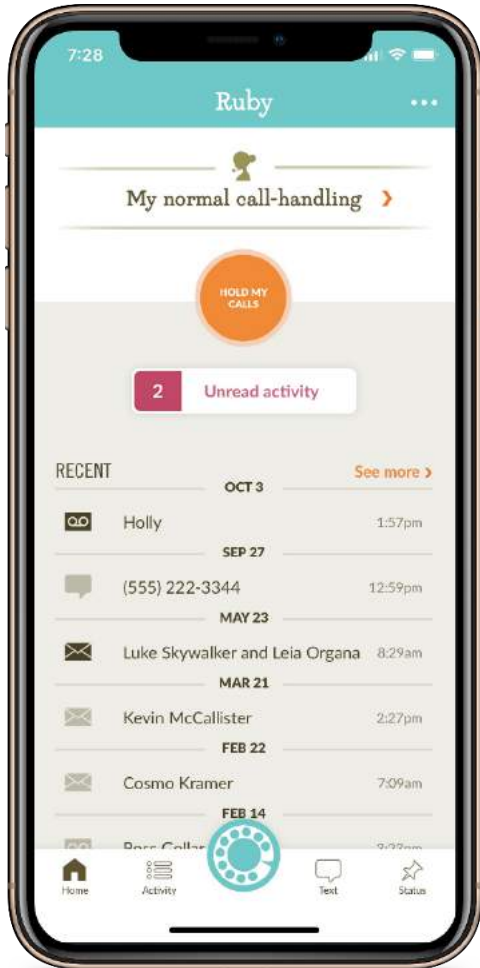 7:28
Ruby
My normal call-handling
HOLD MY
CALLS
2 Unread activity
RECENT See more
OCT 3
Holly 1:57pm
SEP 27
(555) 222-3344 12:59pm
MAY 23
Luke Skywalker and Leia Organa 8:29am
MAR 21
Kevin McCallister 2:27pm
FEB 22
Cosmo Kramer 7:09am
FEB 14
Home Activity Text Status